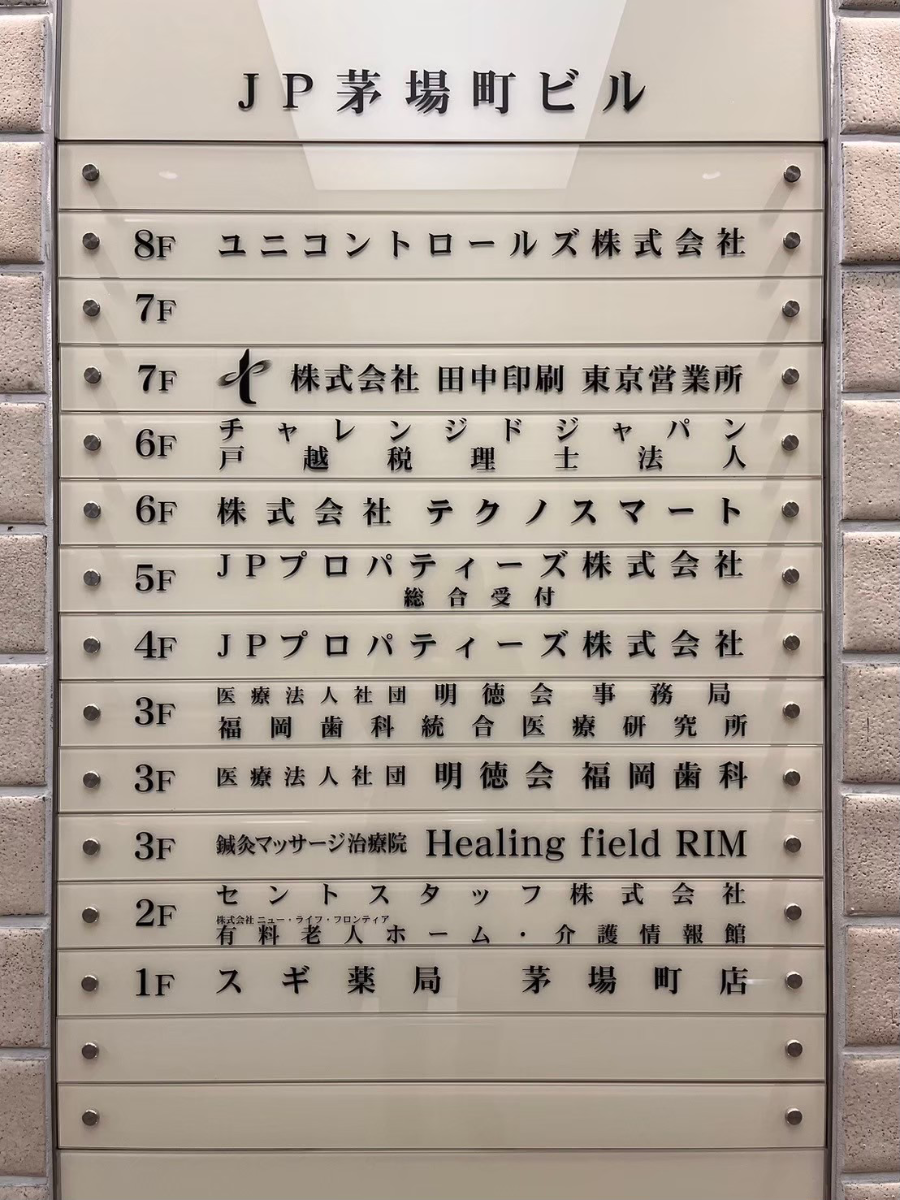 JP茅場町ビル
8F ユニコントロールズ株式会社
7F
7F 株式会社 田中印刷 東京営業所
6F チャレンジドジャパン
戸越税理士法人
6F 株式会社 テクノスマート
5F JPプロパティーズ株式会社
総合受付
4F JPプロパティーズ株式会社
3F 医療法人社団 明徳会 事務局
福岡歯科統合医療研究所
3F 医療法人社団 明徳会 福岡歯科
3F 鍼灸マッサージ治療院 Healing field RIM
2F セントスタッフ株式会社
株式会社 ニュー・ライフ・フロンティア
有料老人ホーム・介護情報館
1F スギ薬局 茅場町店